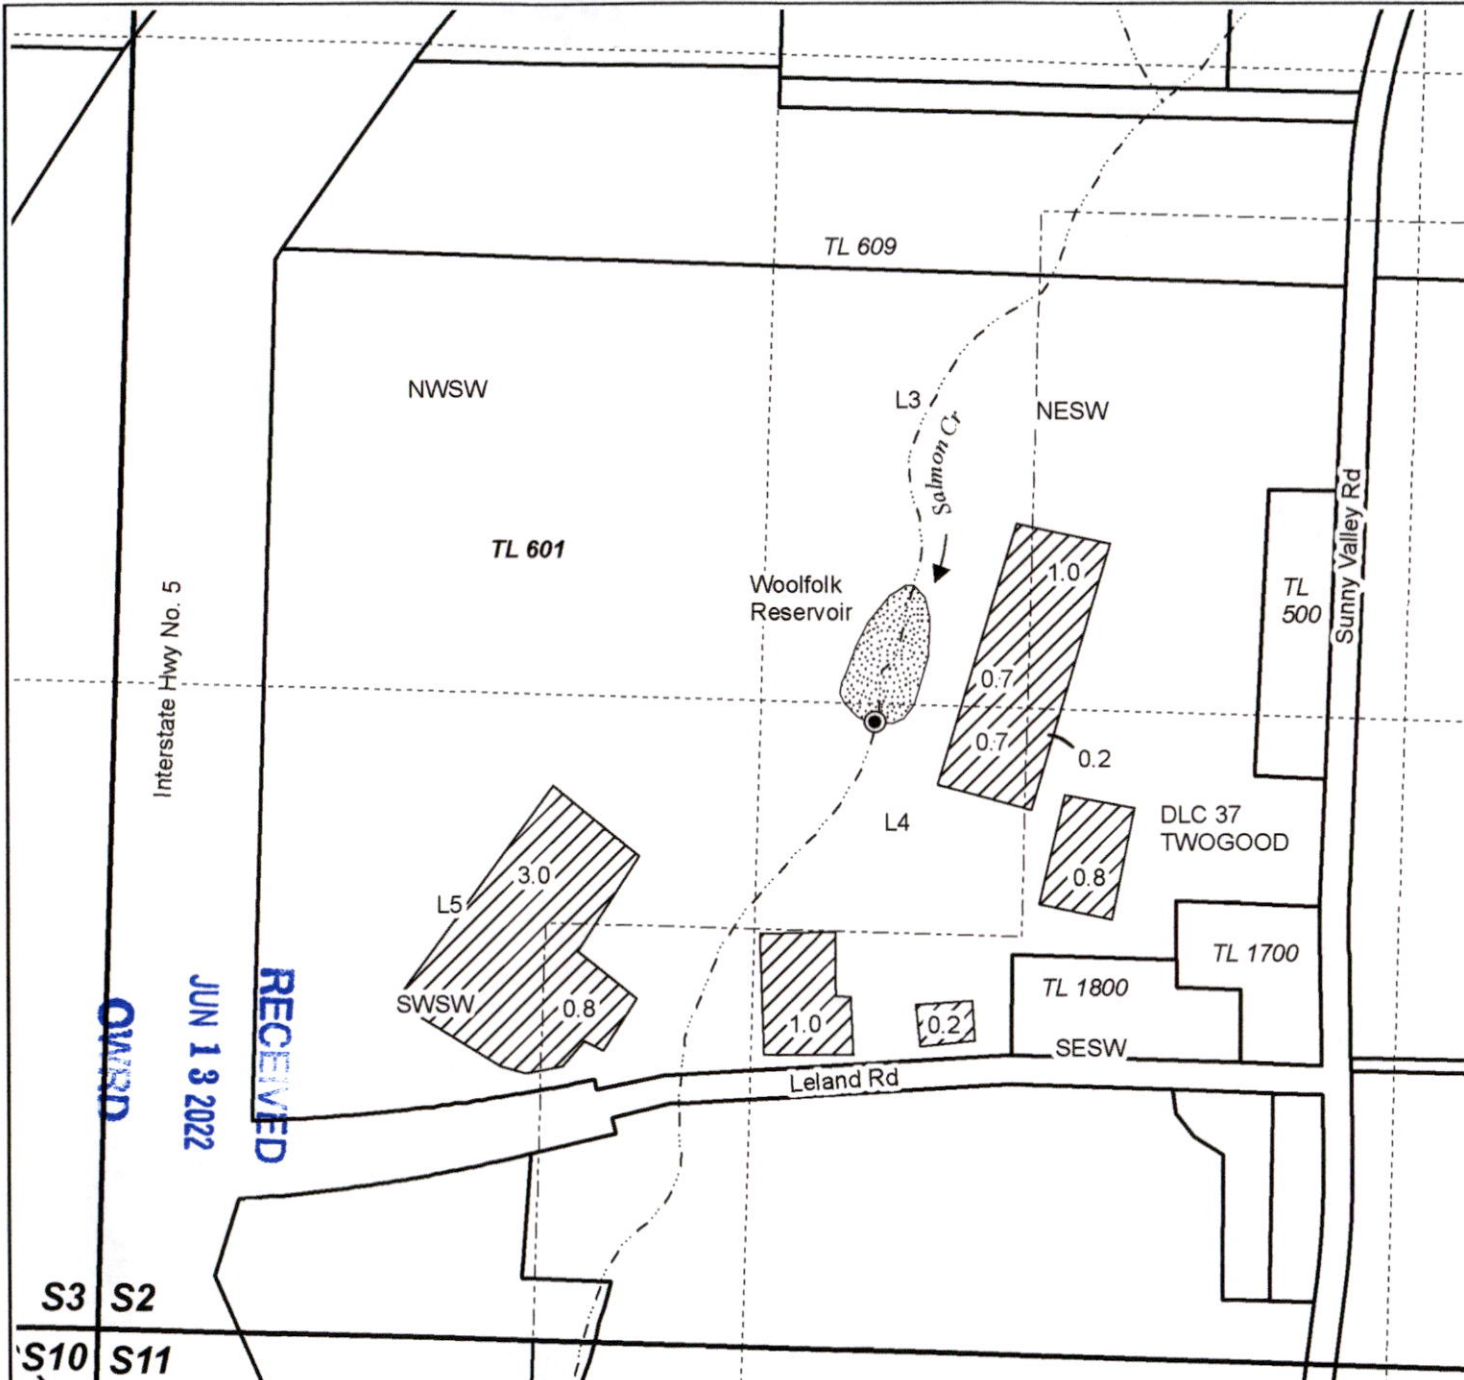 TL 609
NWSW
L3
NESW
Salmon Cr
TL 601
Woolfolk
Reservoir
1.0
TL
500
Sunny Valley Rd
Interstate Hwy No. 5
0.7
0.7
0.2
L4
DLC 37
TWOGOOD
3.0
0.8
L5
TL 1700
TL 1800
SWSW
0.8
1.0
0.2
SESW
Leland Rd
RECEIVED
JUN 13 2022
OWRD
S3
S2
S10
S11